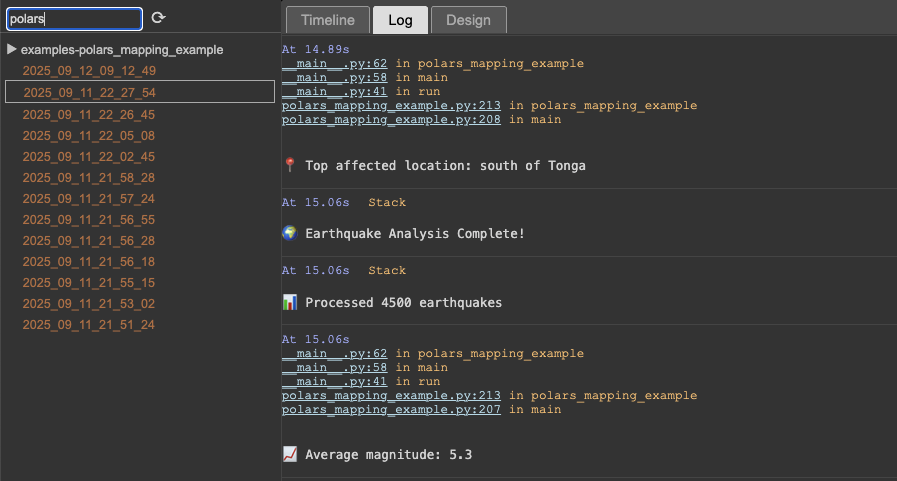 polars
Timeline
Log
Design
examples-polars_mapping_example
2025_09_12_09_12_49
2025_09_11_22_27_54
2025_09_11_22_26_45
2025_09_11_22_05_08
2025_09_11_22_02_45
2025_09_11_21_58_28
2025_09_11_21_57_24
2025_09_11_21_56_55
2025_09_11_21_56_28
2025_09_11_21_56_18
2025_09_11_21_55_15
2025_09_11_21_53_02
2025_09_11_21_51_24
At 14.89s
__main__.py:62 in polars_mapping_example
__main__.py:58 in main
__main__.py:41 in run
polars_mapping_example.py:213 in polars_mapping_example
polars_mapping_example.py:208 in main
📍 Top affected location: south of Tonga
At 15.06s Stack
🌍 Earthquake Analysis Complete!
At 15.06s Stack
📊 Processed 4500 earthquakes
At 15.06s
__main__.py:62 in polars_mapping_example
__main__.py:58 in main
__main__.py:41 in run
polars_mapping_example.py:213 in polars_mapping_example
polars_mapping_example.py:207 in main
📈 Average magnitude: 5.3